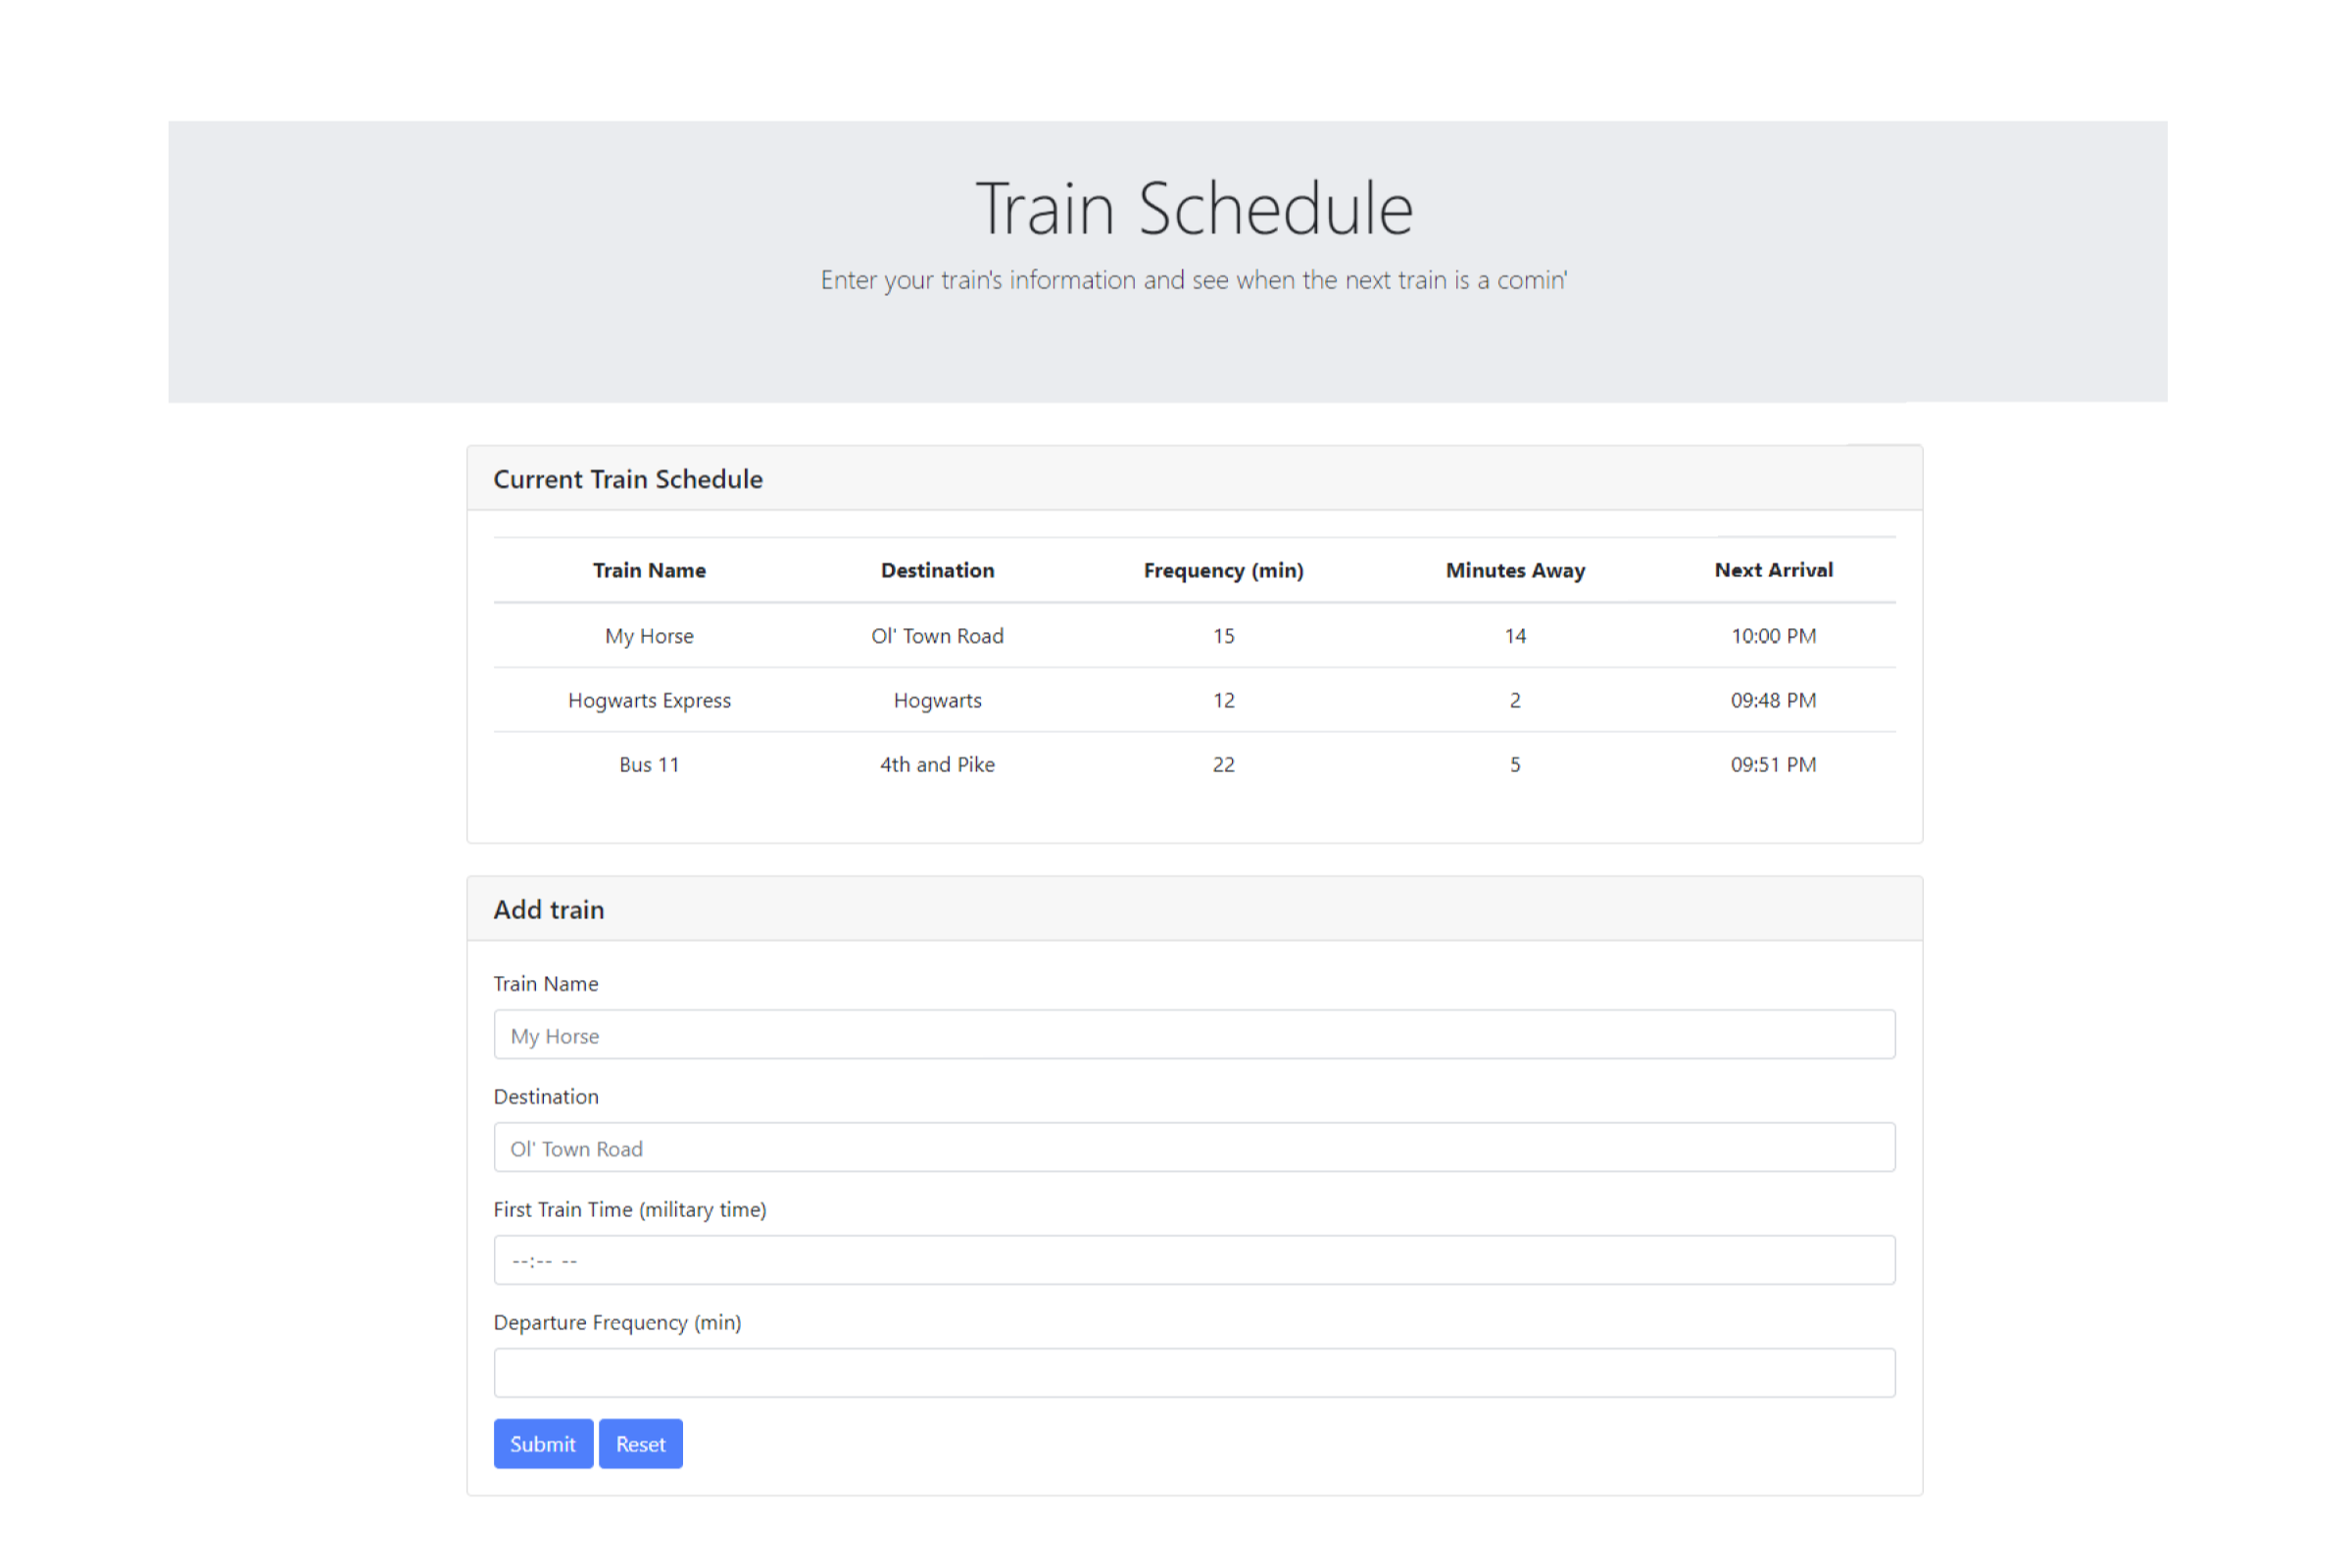 Train Schedule
Enter your train's information and see when the next train is a comin'
Current Train Schedule
Train Name Destination Frequency (min) Minutes Away Next Arrival
My Horse Ol' Town Road 15 14 10:00 PM
Hogwarts Express Hogwarts 12 2 09:48 PM
Bus 11 4th and Pike 22 5 09:51 PM
Add train
Train Name
My Horse
Destination
Ol' Town Road
First Train Time (military time)
--:-- --
Departure Frequency (min)
Submit Reset